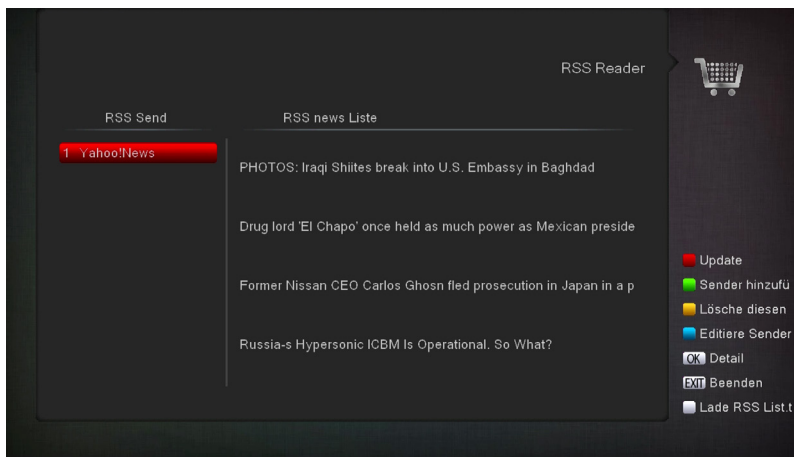 RSS Reader
RSS Send
RSS news Liste
1 Yahoo!News
PHOTOS: Iraqi Shiites break into U.S. Embassy in Baghdad
Drug lord 'El Chapo' once held as much power as Mexican preside
Former Nissan CEO Carlos Ghosn fled prosecution in Japan in a p
Russia-s Hypersonic ICBM Is Operational. So What?
Update
Sender hinzufü
Lösche diesen
Editiere Sender
OK Detail
EXIT Beenden
Lade RSS List.t